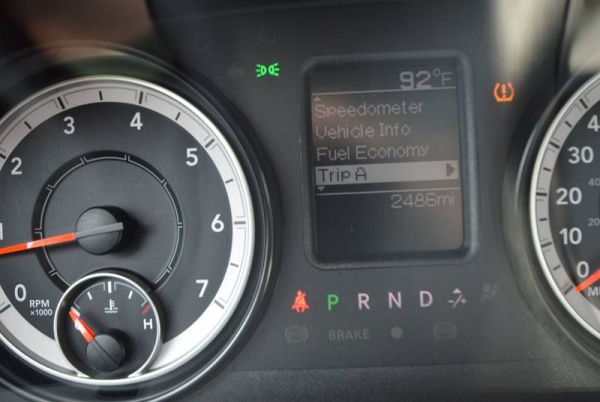 92°F
Speedometer
Vehicle Info
Fuel Economy
Trip A
2486mi
0
1
2
3
4
5
6
7
RPM
x1000
H
P R N D
BRAKE
0
10
20
30